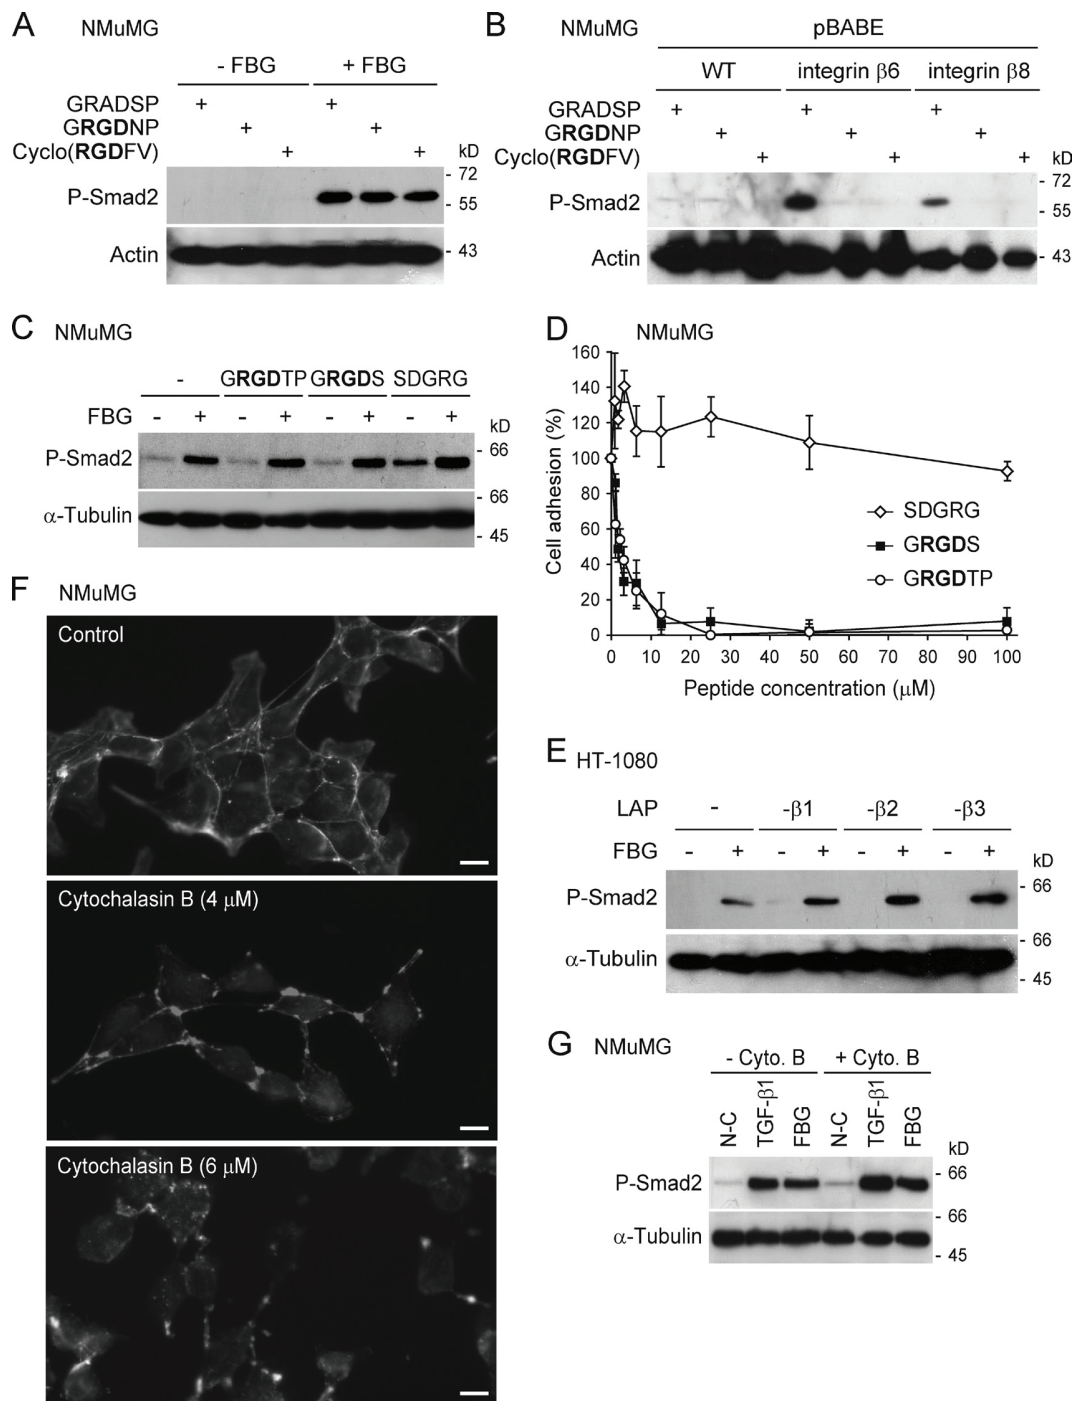 A NMuMG
- FBG + FBG
GRADSP + +
GRGDNP + +
Cyclo(RGDFV) + + kD
P-Smad2
- 72
- 55
Actin - 43
B NMuMG pBABE
WT integrin β6 integrin β8
GRADSP + + +
GRGDNP + + +
Cyclo(RGDFV) + + + kD
P-Smad2
- 72
- 55
Actin - 43
C NMuMG
- GRGDTP GRGDS SDGRG
FBG - + - + - + - + kD
P-Smad2 - 66
- 66
α-Tubulin
- 45
D NMuMG
160
140
120
100
80
60
40
20
0
Cell adhesion (%)
SDGRG
GRGDS
GRGDTP
0 10 20 30 40 50 60 70 80 90 100
Peptide concentration (μM)
E HT-1080
LAP - -β1 -β2 -β3
FBG - + - + - + - + kD
P-Smad2 - 66
- 66
α-Tubulin
- 45
F NMuMG
Control
Cytochalasin B (4 μM)
Cytochalasin B (6 μM)
G NMuMG
- Cyto. B + Cyto. B
N-C TGF-β1 FBG N-C TGF-β1 FBG
kD
P-Smad2 - 66
- 66
α-Tubulin
- 45